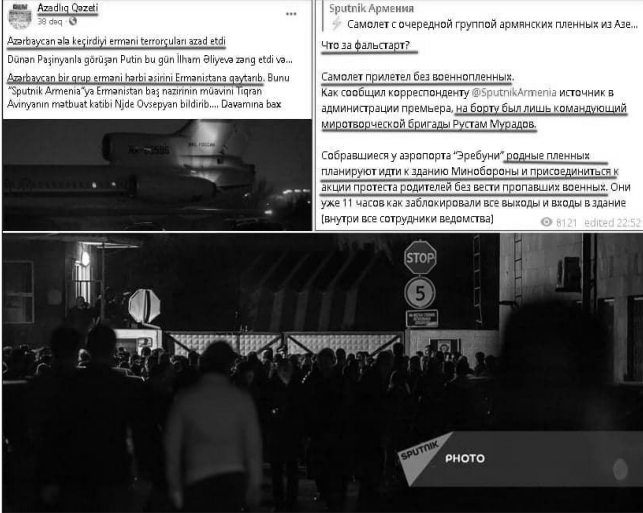 Azadlıq Qəzeti
38 dəq
Azərbaycan ələ keçirdiyi erməni terrorçuları azad etdi
Dünən Paşinyanla görüşən Putin bu gün İlham Əliyevə zəng etdi və...
Azərbaycan bir qrup erməni hərbi əsirini Ermənistana qaytarıb. Bunu
"Sputnik Armenia"ya Ermənistan baş nazirinin müavini Tiqran
Avinyanın mətbuat katibi Njde Ovsepyan bildirib.... Davamına bax
Sputnik Армения
Самолет с очередной группой армянских пленных из Азе...
Что за фальстарт?
Самолет прилетел без военнопленных.
Как сообщил корреспонденту @SputnikArmenia источник в
администрации премьера, на борту был лишь командующий
миротворческой бригады Рустам Мурадов.
Собравшиеся у аэропорта "Эребуни" родные пленных
планируют идти к зданию Минобороны и присоединиться к
акции протеста родителей без вести пропавших военных. Они
уже 11 часов как заблокировали все выходы и входы в здание
(внутри все сотрудники ведомства)
8121 edited 22:52
STOP
5
SPUTNIK
PHOTO